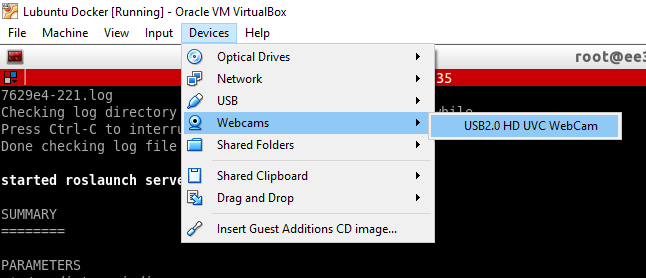 Lubuntu Docker [Running] - Oracle VM VirtualBox
File Machine View Input Devices Help
root@ee3
Optical Drives
35
Network
7629e4-221.log
USB
Checking log directory
while
Press Ctrl-C to interru
Webcams
USB2.0 HD UVC WebCam
Done checking log file
Shared Folders
started roslaunch serve
Shared Clipboard
Drag and Drop
SUMMARY
========
Insert Guest Additions CD image...
PARAMETERS